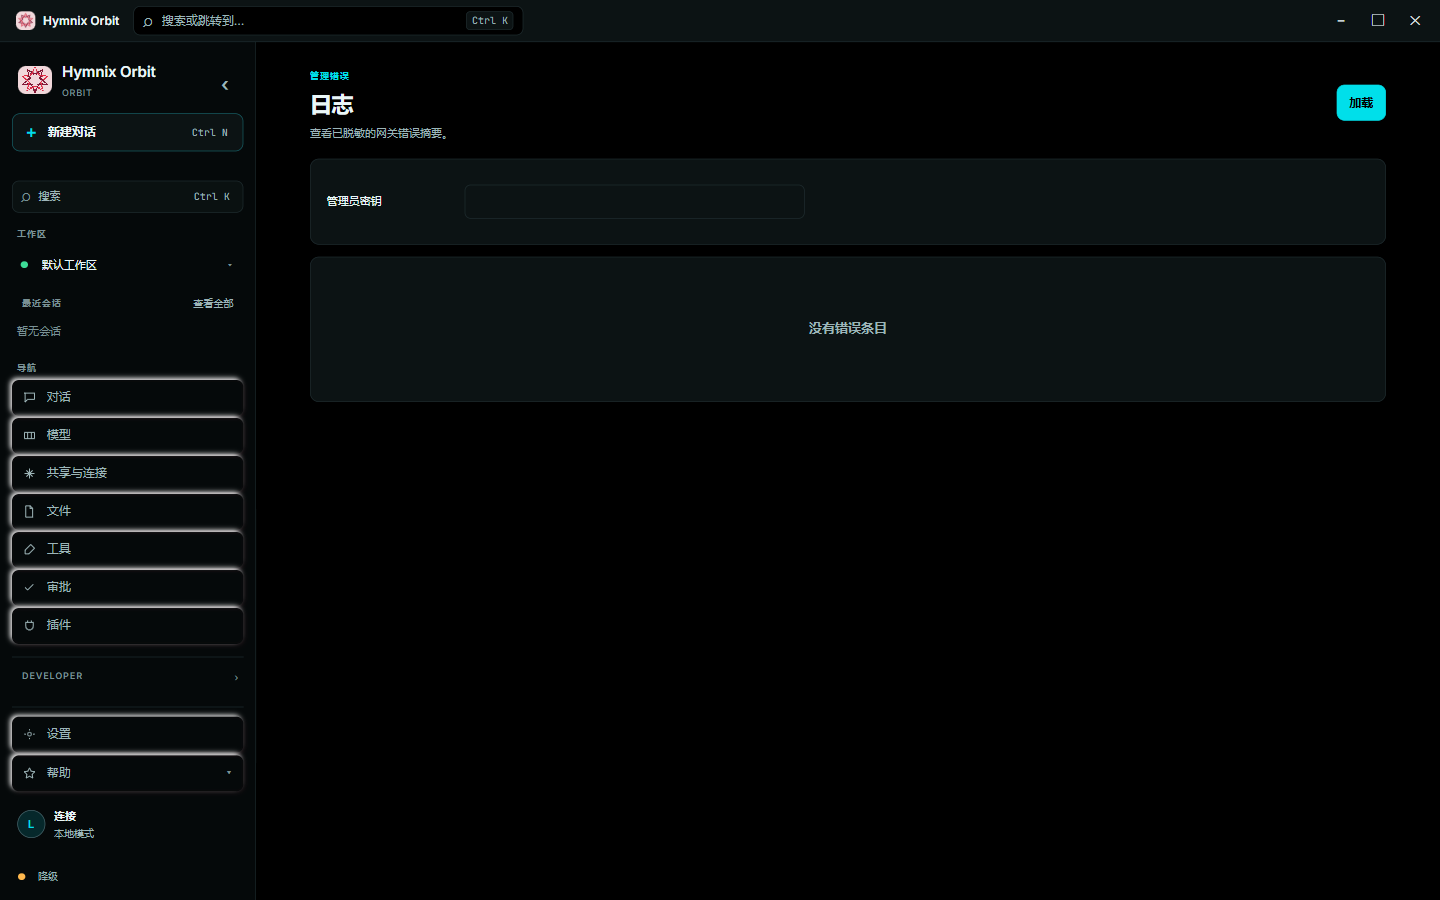 Hymnix Orbit
搜索或跳转到...
Ctrl K
Hymnix Orbit
ORBIT
新建对话
Ctrl N
搜索
Ctrl K
工作区
默认工作区
最近会话
查看全部
暂无会话
导航
对话
模型
共享与连接
文件
工具
审批
插件
DEVELOPER
设置
帮助
L
连接
本地模式
降级
管理错误
日志
查看已脱敏的网关错误摘要。
加载
管理员密钥
没有错误条目